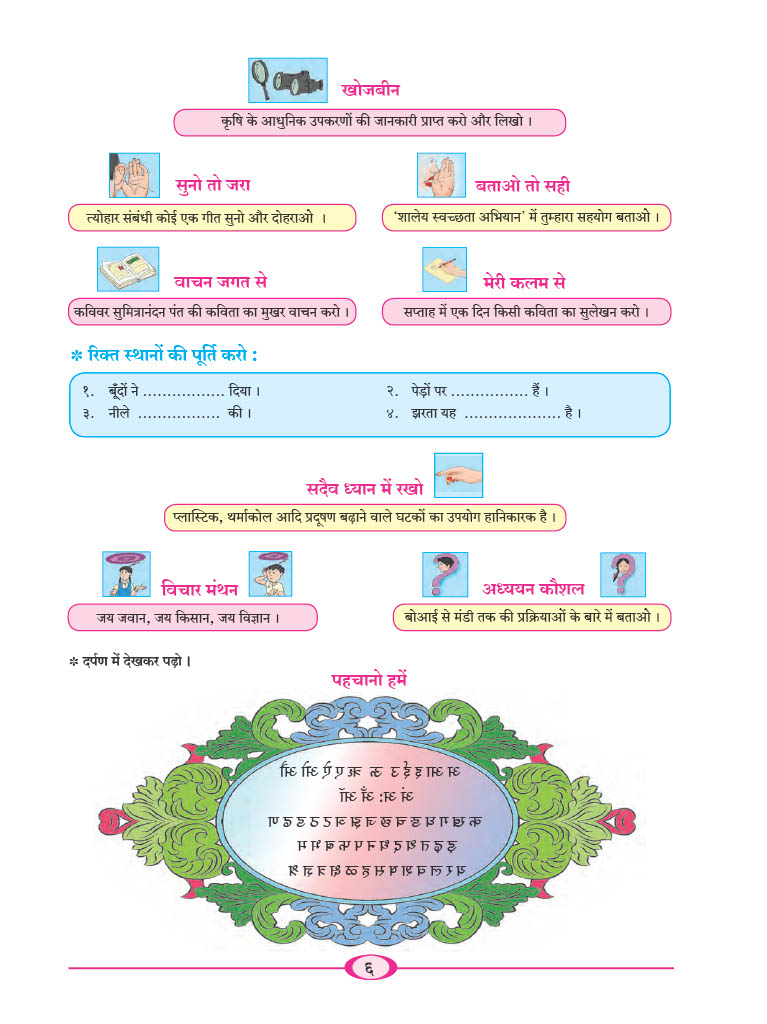 खोजबीन
कृषि के आधुनिक उपकरणों की जानकारी प्राप्त करो और लिखो ।
सुनो तो जरा
त्योहार संबंधी कोई एक गीत सुनो और दोहराओ ।
बताओ तो सही
‘शालेय स्वच्छता अभियान’ में तुम्हारा सहयोग बताओ ।
वाचन जगत से
कविवर सुमित्रानंदन पंत की कविता का मुखर वाचन करो ।
मेरी कलम से
सप्ताह में एक दिन किसी कविता का सुलेखन करो ।
* रिक्त स्थानों की पूर्ति करो :
१. बूँदों ने ................. दिया ।
२. पेड़ों पर ................ हैं ।
३. नीले ................. की ।
४. झरता यह .................... है ।
सदैव ध्यान में रखो
प्लास्टिक, थर्माकोल आदि प्रदूषण बढ़ाने वाले घटकों का उपयोग हानिकारक है ।
विचार मंथन
जय जवान, जय किसान, जय विज्ञान ।
अध्ययन कौशल
बोआई से मंडी तक की प्रक्रियाओं के बारे में बताओ ।
* दर्पण में देखकर पढ़ो ।
पहचानो हमें
अ आ इ ई उ ऊ ऋ ए ऐ ओ औ
अं अः अँ ऑ
क ख ग घ ङ च छ ज झ ञ ट ठ ड ढ ण
ड़ ढ़ त थ द ध न प फ ब भ म
य र ल व श ष स ह ळ क्ष त्र ज्ञ श्र
६